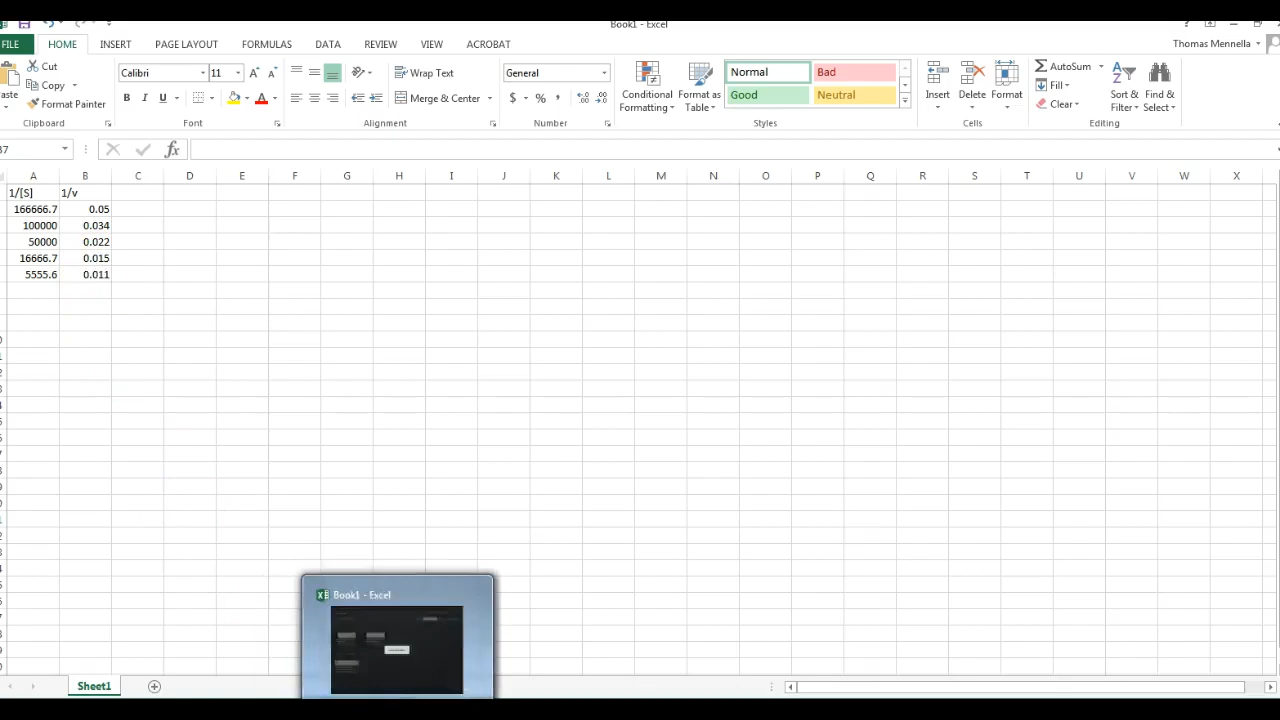 Book1 - Excel
FILE HOME INSERT PAGE LAYOUT FORMULAS DATA REVIEW VIEW ACROBAT Thomas Mennella
Cut Calibri 11 Wrap Text General Normal Bad AutoSum
Copy Fill
aste Format Painter B I U Merge & Center $ % Conditional Formatting Format as Table Good Neutral Insert Delete Format Clear Sort & Filter Find & Select
Clipboard Font Alignment Number Styles Cells Editing
37 fx
A B C D E F G H I J K L M N O P Q R S T U V W X
1/[S] 1/v
166666.7 0.05
100000 0.034
50000 0.022
16666.7 0.015
5555.6 0.011
Book1 - Excel
Sheet1